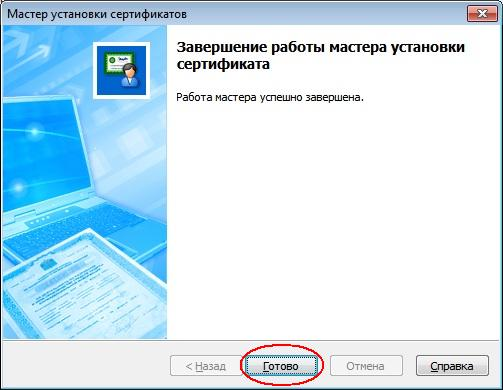 Мастер установки сертификатов
Завершение работы мастера установки
сертификата
Работа мастера успешно завершена.
< Назад
Готово
Отмена
Справка